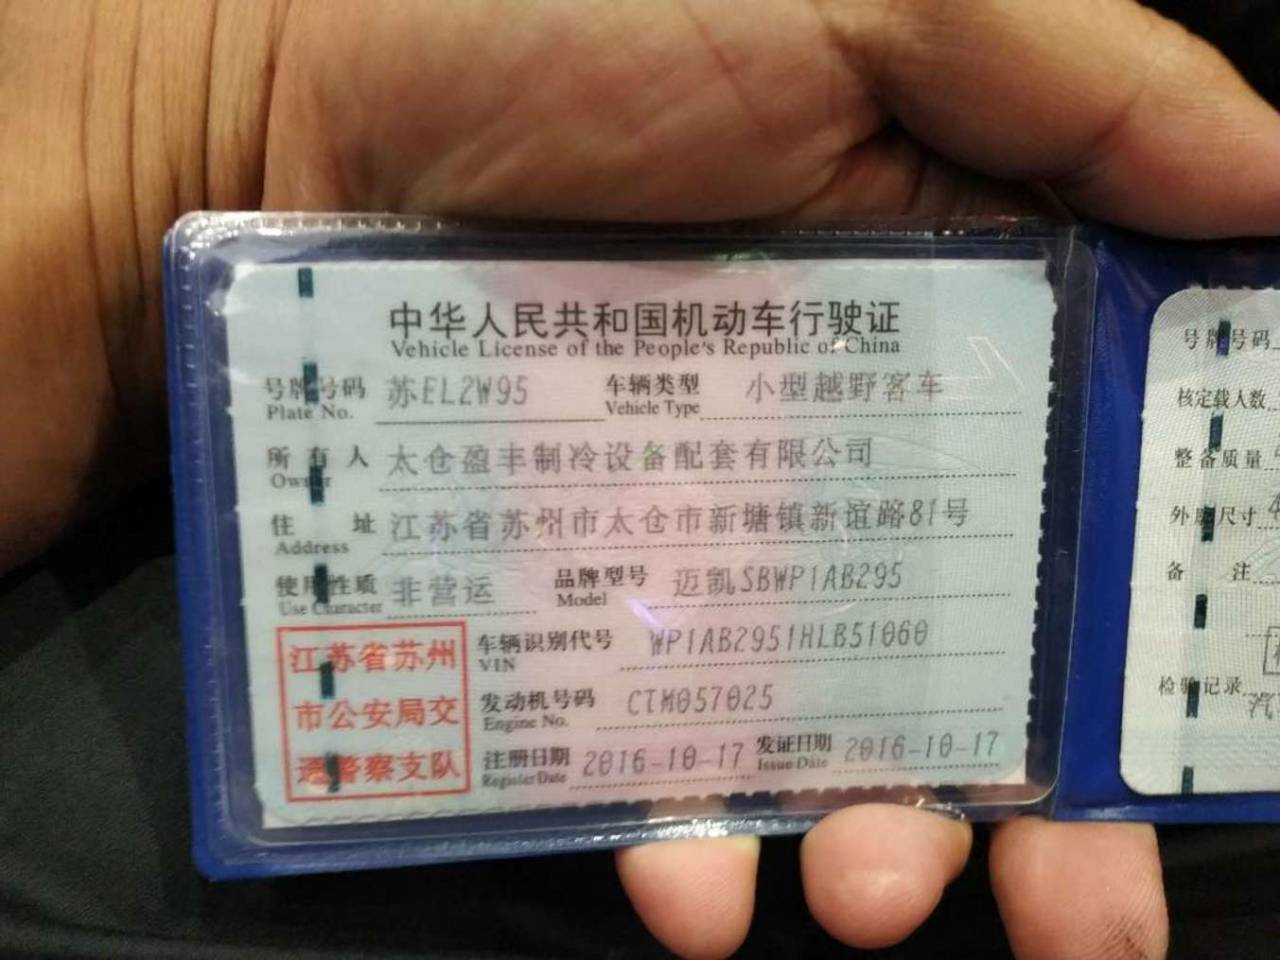 中华人民共和国机动车行驶证
Vehicle License of the People's Republic of China
号牌号码 苏EL2W95 车辆类型 小型越野客车
Plate No. Vehicle Type
所有人 太仓盈丰制冷设备配套有限公司
Owner
住址 江苏省苏州市太仓市新塘镇新谊路81号
Address
使用性质 非营运 品牌型号 迈凯SBWP1AB295
Use Character Model
江苏省苏州
市公安局交
通警察支队
车辆识别代号 WP1AB2951HLB51060
VIN
发动机号码 CTM057025
Engine No.
注册日期 2016-10-17 发证日期 2016-10-17
Register Date Issue Date
号牌号码
核定载人数
整备质量
外廓尺寸 4
备注
检验记录
汽